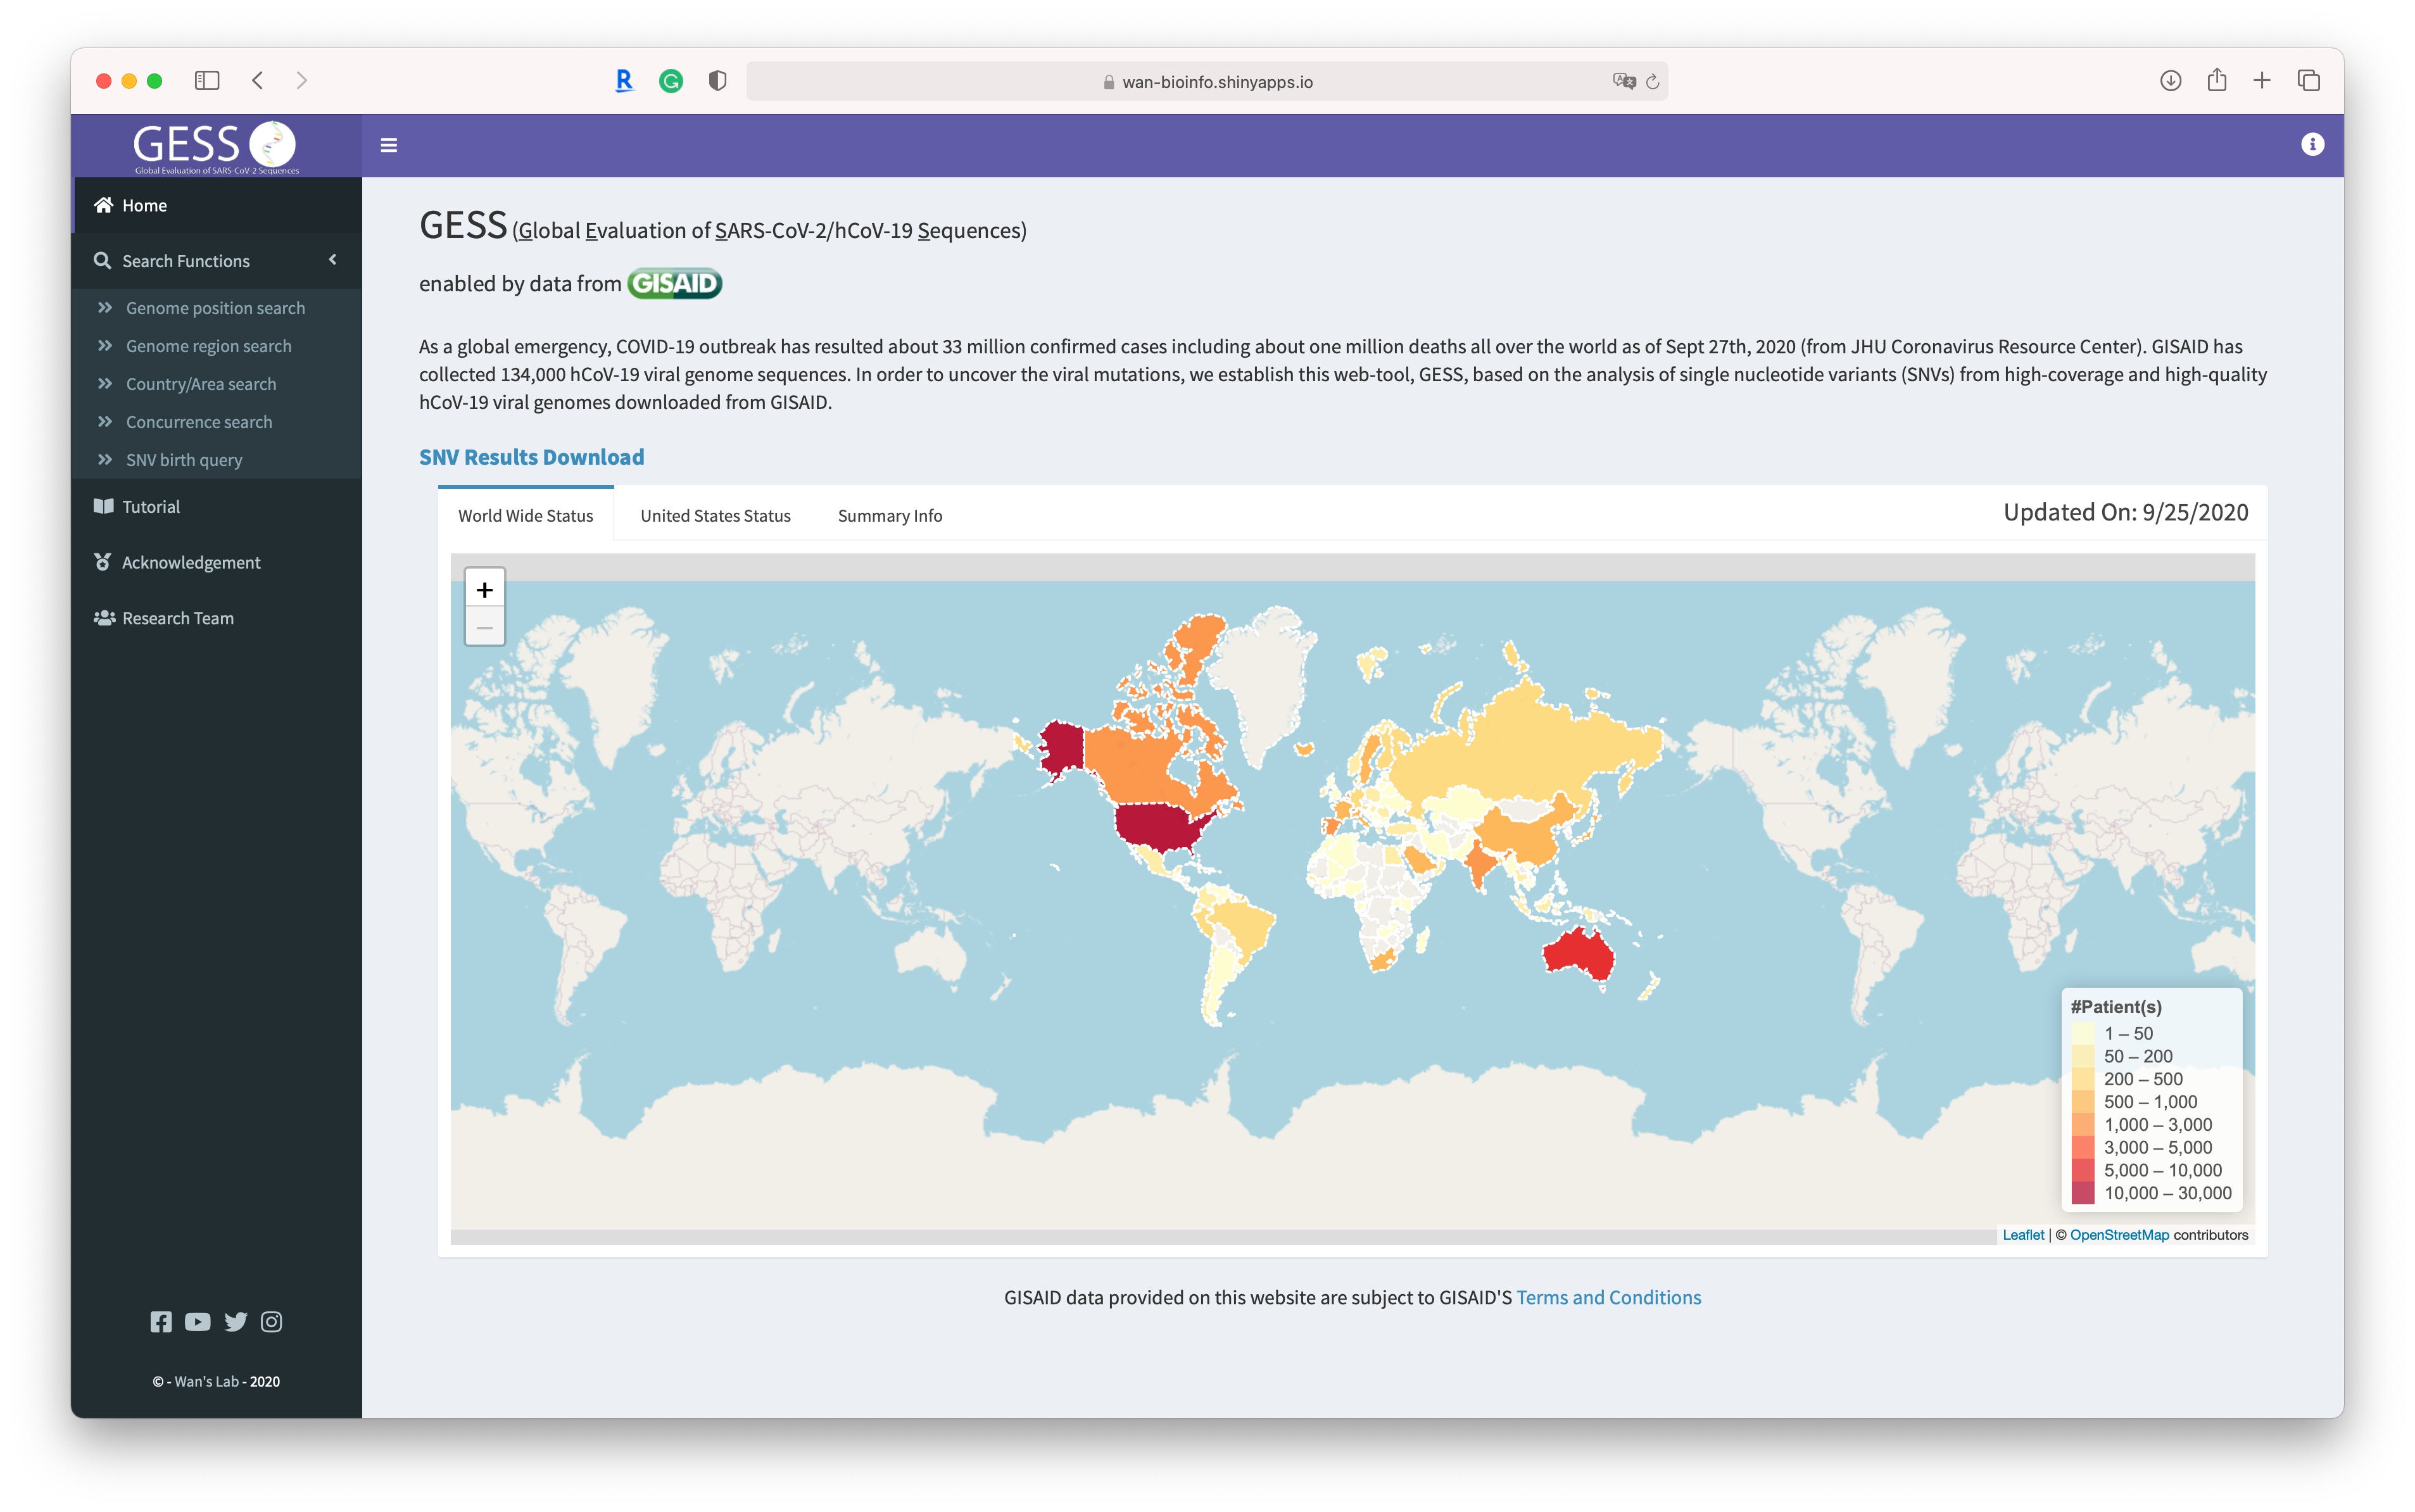 wan-bioinfo.shinyapps.io
GESS
Global Evaluation of SARS-CoV-2 Sequences
Home
Search Functions
Genome position search
Genome region search
Country/Area search
Concurrence search
SNV birth query
Tutorial
Acknowledgement
Research Team
© - Wan's Lab - 2020
GESS (Global Evaluation of SARS-CoV-2/hCoV-19 Sequences)
enabled by data from GISAID
As a global emergency, COVID-19 outbreak has resulted about 33 million confirmed cases including about one million deaths all over the world as of Sept 27th, 2020 (from JHU Coronavirus Resource Center). GISAID has
collected 134,000 hCoV-19 viral genome sequences. In order to uncover the viral mutations, we establish this web-tool, GESS, based on the analysis of single nucleotide variants (SNVs) from high-coverage and high-quality
hCoV-19 viral genomes downloaded from GISAID.
SNV Results Download
World Wide Status United States Status Summary Info Updated On: 9/25/2020
+
−
#Patient(s)
1 – 50
50 – 200
200 – 500
500 – 1,000
1,000 – 3,000
3,000 – 5,000
5,000 – 10,000
10,000 – 30,000
Leaflet | © OpenStreetMap contributors
GISAID data provided on this website are subject to GISAID'S Terms and Conditions